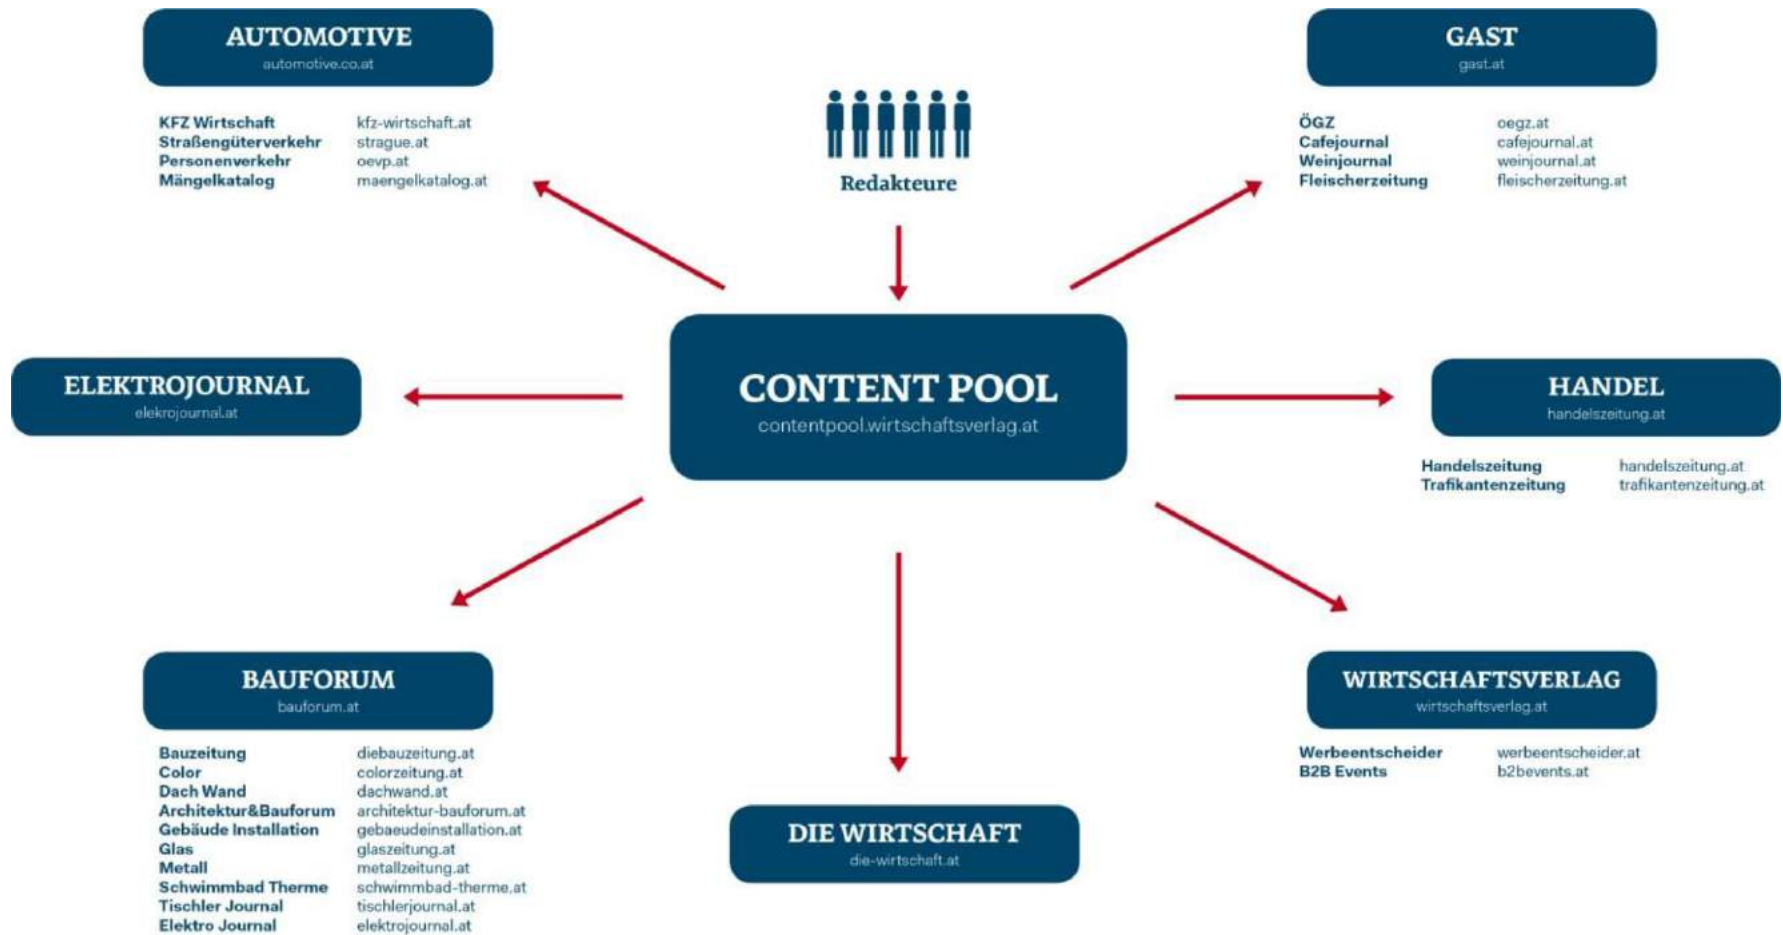 AUTOMOTIVE
automotive.co.at
KFZ Wirtschaft kfz-wirtschaft.at
Straßengüterverkehr strague.at
Personenverkehr oevp.at
Mängelkatalog maengelkatalog.at
Redakteure
GAST
gast.at
ÖGZ oegz.at
Cafejournal cafejournal.at
Weinjournal weinjournal.at
Fleischerzeitung fleischerzeitung.at
ELEKTROJOURNAL
elekrojournal.at
CONTENT POOL
contentpool.wirtschaftsverlag.at
HANDEL
handelszeitung.at
Handelszeitung handelszeitung.at
Trafikantenzeitung trafikantenzeitung.at
BAUFORUM
bauforum.at
Bauzeitung diebauzeitung.at
Color colorzeitung.at
Dach Wand dachwand.at
Architektur&Bauforum architektur-bauforum.at
Gebäude Installation gebaeudeinstallation.at
Glas glaszeitung.at
Metall metallzeitung.at
Schwimmbad Therme schwimmbad-therme.at
Tischler Journal tischlerjournal.at
Elektro Journal elektrojournal.at
DIE WIRTSCHAFT
die-wirtschaft.at
WIRTSCHAFTSVERLAG
wirtschaftsverlag.at
Werbeentscheider werbeentscheider.at
B2B Events b2bevents.at